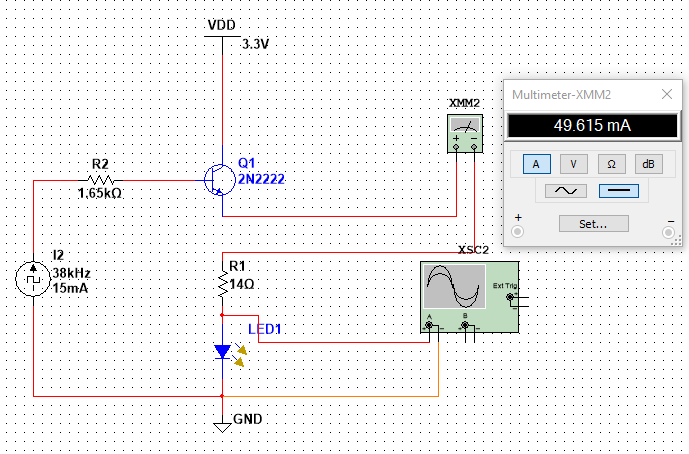 VDD
3.3V
XMM2
Multimeter-XMM2
49.615 mA
A
V
Ω
dB
+
Set...
−
R2
1.65kΩ
Q1
2N2222
+ −
I2
38kHz
15mA
R1
14Ω
XSC2
Ext Trig
+
−
A
B
+ −
+ −
LED1
GND